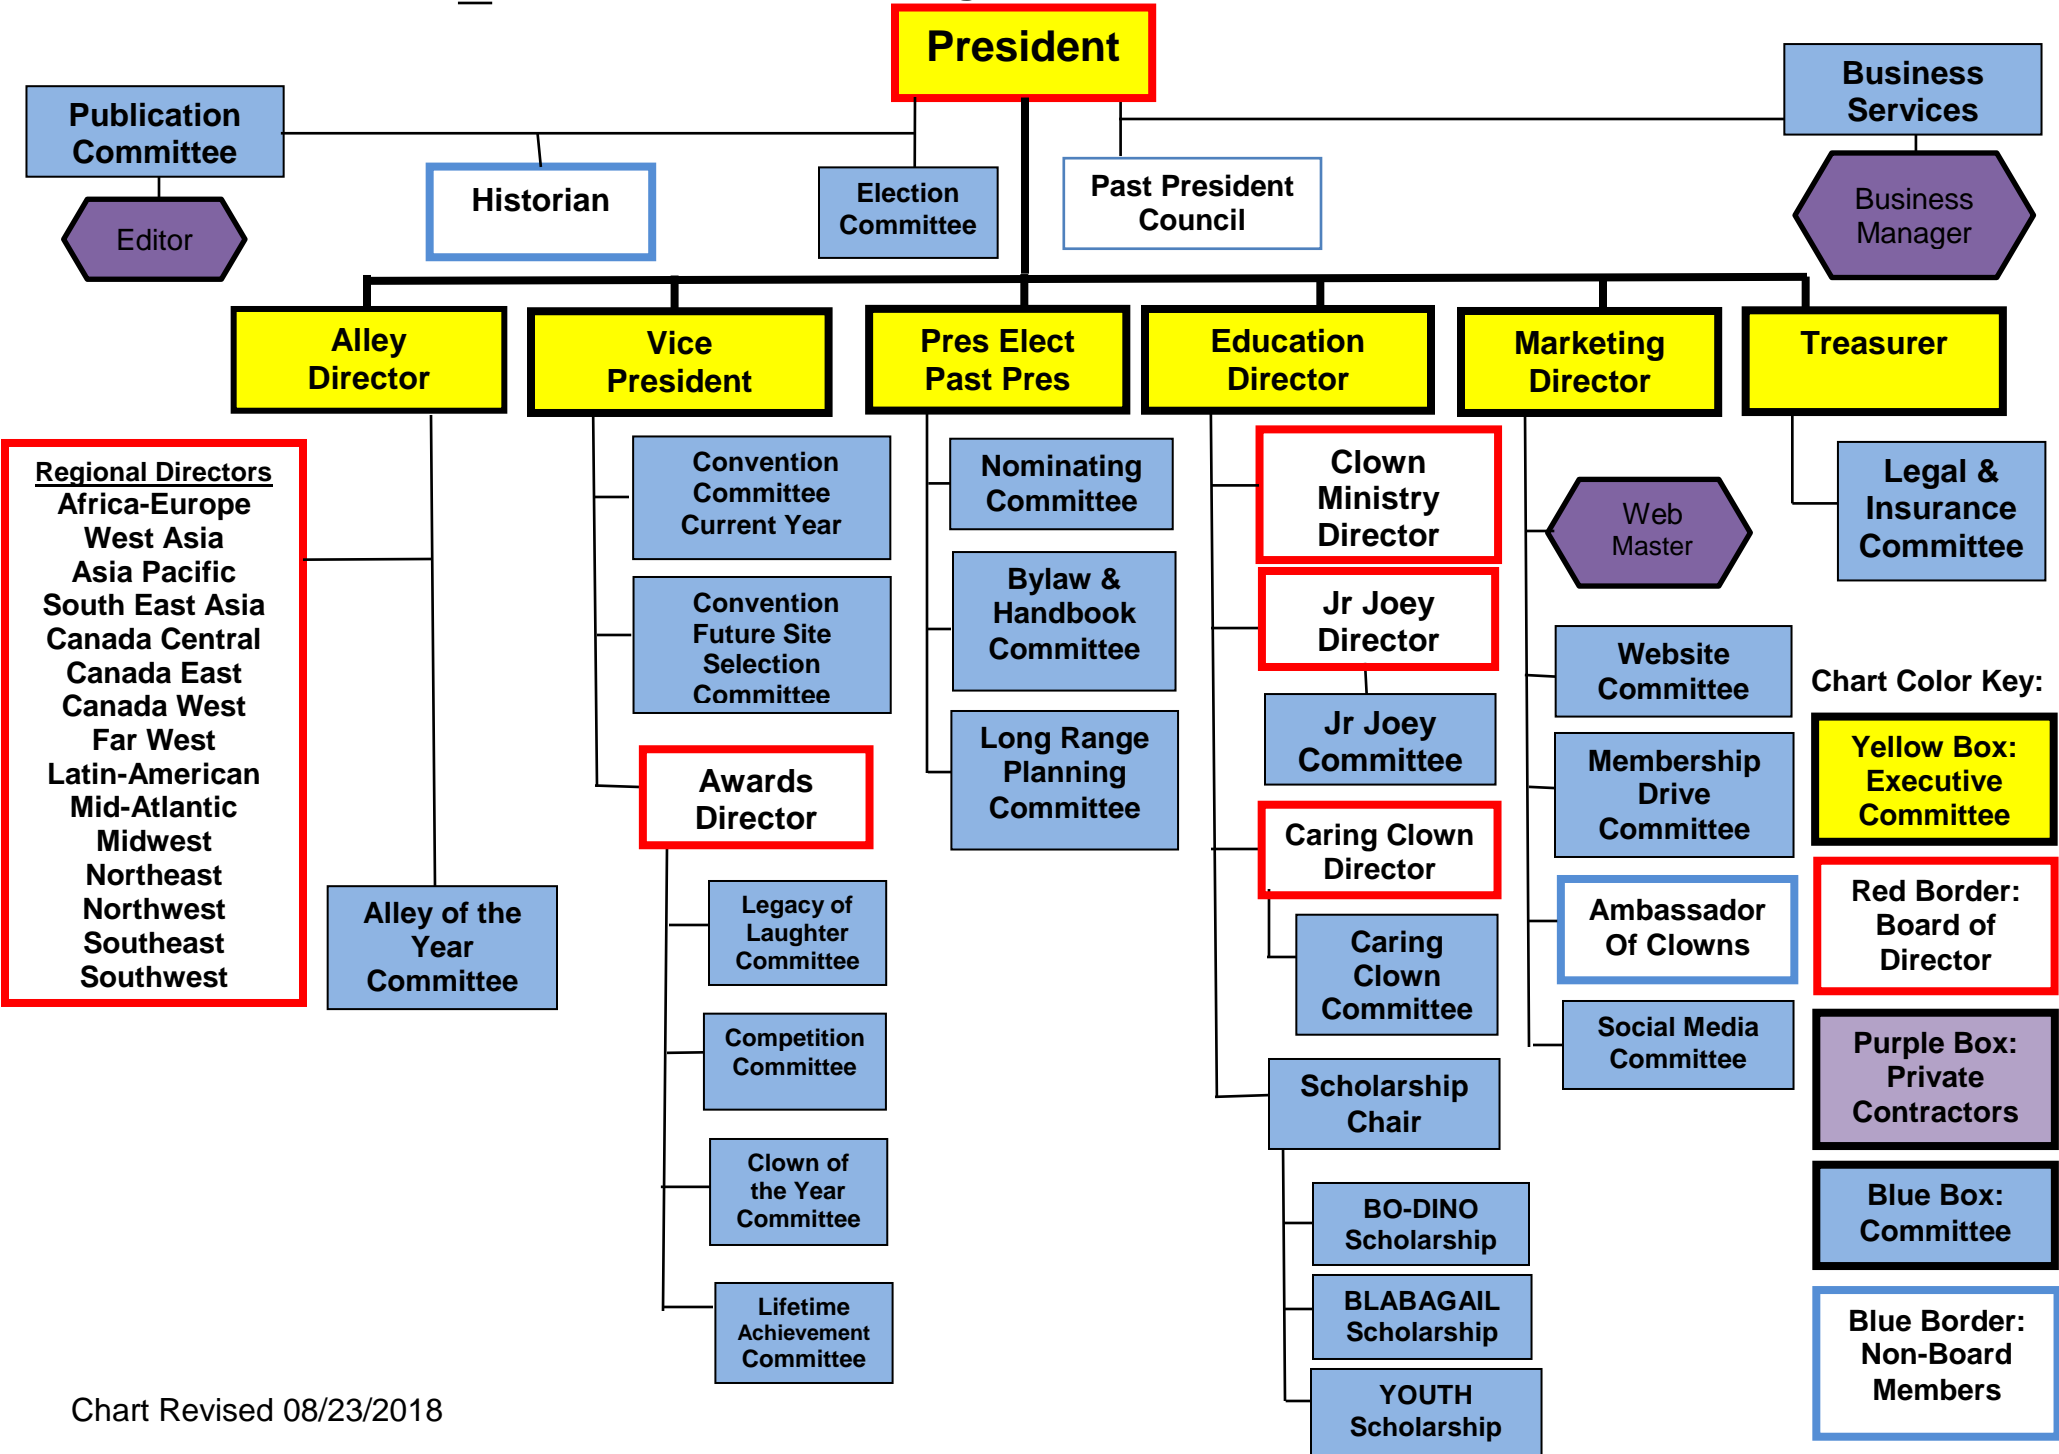 President
Business
Services
Publication
Committee
Historian
Election
Committee
Past President
Council
Business
Manager
Editor
Alley
Director
Vice
President
Pres Elect
Past Pres
Education
Director
Marketing
Director
Treasurer
Regional Directors
Africa-Europe
West Asia
Asia Pacific
South East Asia
Canada Central
Canada East
Canada West
Far West
Latin-American
Mid-Atlantic
Midwest
Northeast
Northwest
Southeast
Southwest
Alley of the
Year
Committee
Convention
Committee
Current Year
Convention
Future Site
Selection
Committee
Awards
Director
Legacy of
Laughter
Committee
Competition
Committee
Clown of
the Year
Committee
Lifetime
Achievement
Committee
Nominating
Committee
Bylaw &
Handbook
Committee
Long Range
Planning
Committee
Clown
Ministry
Director
Jr Joey
Director
Jr Joey
Committee
Caring Clown
Director
Caring
Clown
Committee
Scholarship
Chair
BO-DINO
Scholarship
BLABAGAIL
Scholarship
YOUTH
Scholarship
Web
Master
Website
Committee
Membership
Drive
Committee
Ambassador
Of Clowns
Social Media
Committee
Legal &
Insurance
Committee
Chart Color Key:
Yellow Box:
Executive
Committee
Red Border:
Board of
Director
Purple Box:
Private
Contractors
Blue Box:
Committee
Blue Border:
Non-Board
Members
Chart Revised 08/23/2018